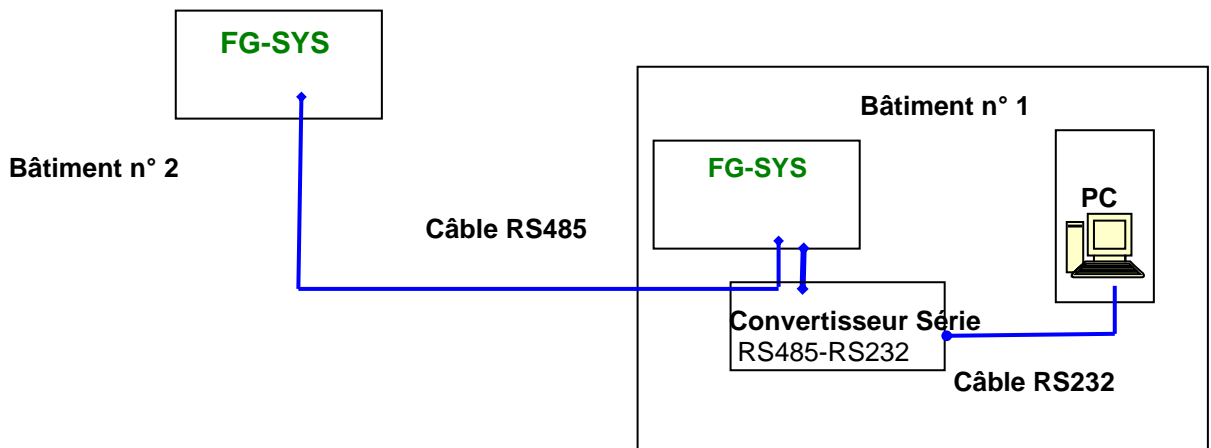 FG-SYS
Bâtiment n° 1
Bâtiment n° 2
FG-SYS
PC
Câble RS485
Convertisseur Série
RS485-RS232
Câble RS232